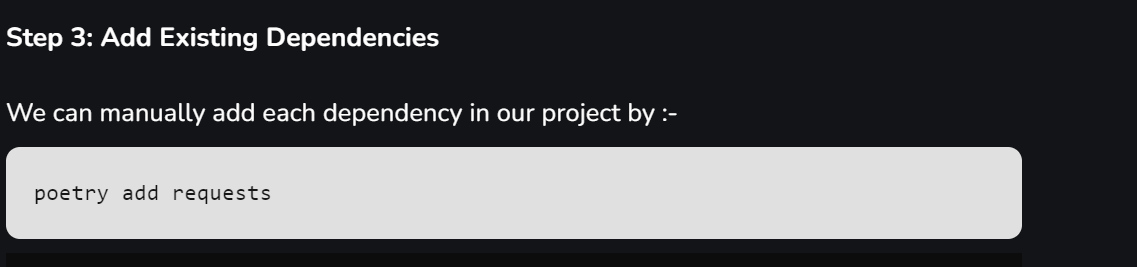 Step 3: Add Existing Dependencies
We can manually add each dependency in our project by :-
poetry add requests